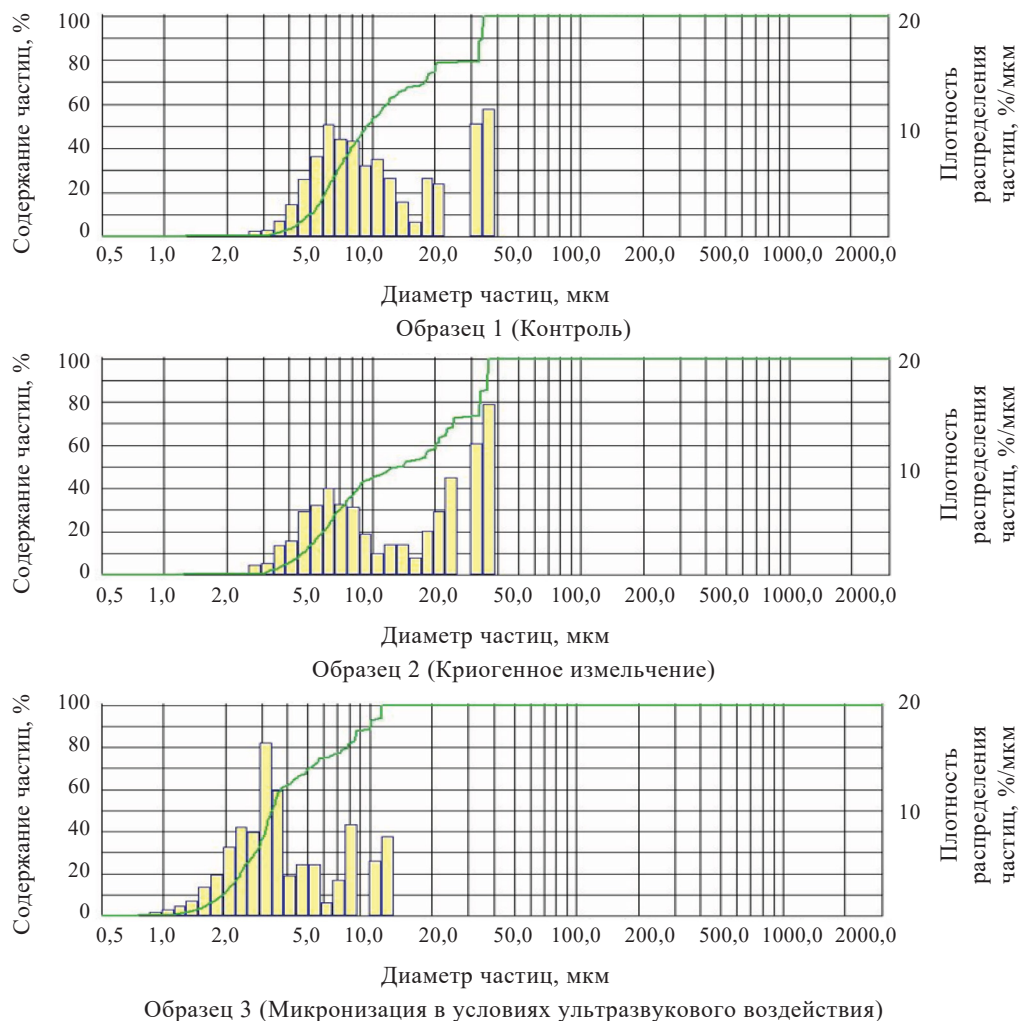 Содержание частиц, %
100
80
60
40
20
0
20
10
Плотность
распределения
частиц, %/мкм
0,5 1,0 2,0 5,0 10,0 20,0 50,0 100,0 200,0 500,0 1000,0 2000,0
Диаметр частиц, мкм
Образец 1 (Контроль)
Содержание частиц, %
100
80
60
40
20
0
20
10
Плотность
распределения
частиц, %/мкм
0,5 1,0 2,0 5,0 10,0 20,0 50,0 100,0 200,0 500,0 1000,0 2000,0
Диаметр частиц, мкм
Образец 2 (Криогенное измельчение)
Содержание частиц, %
100
80
60
40
20
0
20
10
Плотность
распределения
частиц, %/мкм
0,5 1,0 2,0 5,0 10,0 20,0 50,0 100,0 200,0 500,0 1000,0 2000,0
Диаметр частиц, мкм
Образец 3 (Микронизация в условиях ультразвукового воздействия)